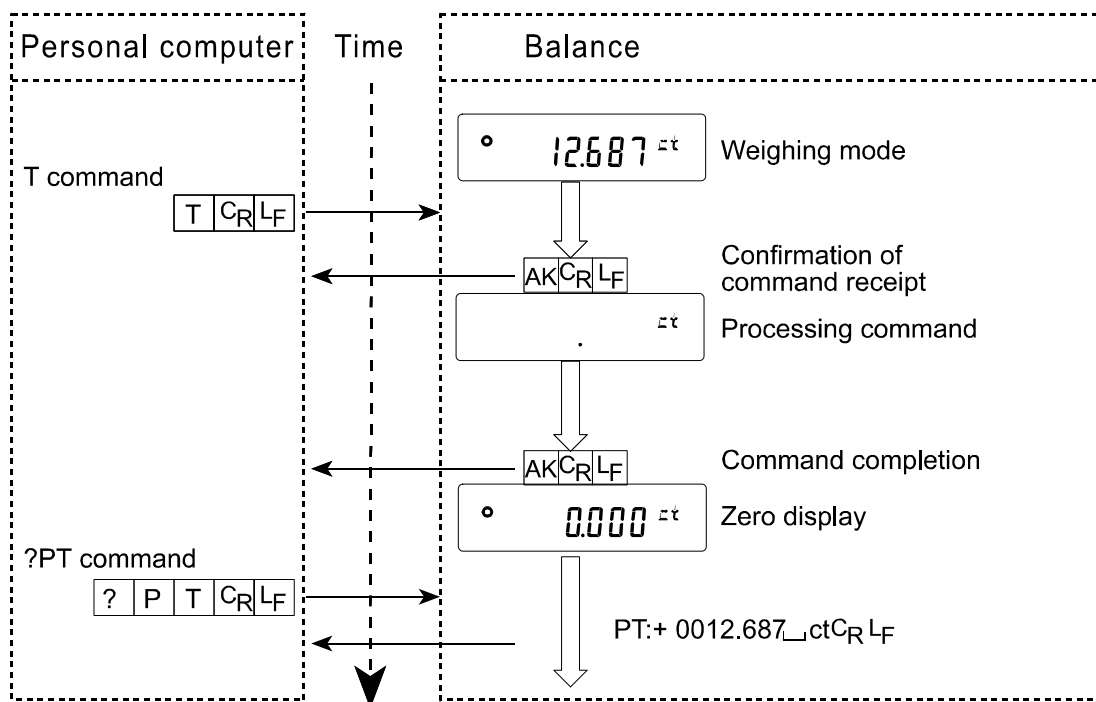 Personal computer Time Balance
12.687 ct Weighing mode
T command
T CR LF
AK CR LF Confirmation of
command receipt
. ct Processing command
AK CR LF Command completion
0.000 ct Zero display
?PT command
? P T CR LF
PT:+ 0012.687␣ctCR LF